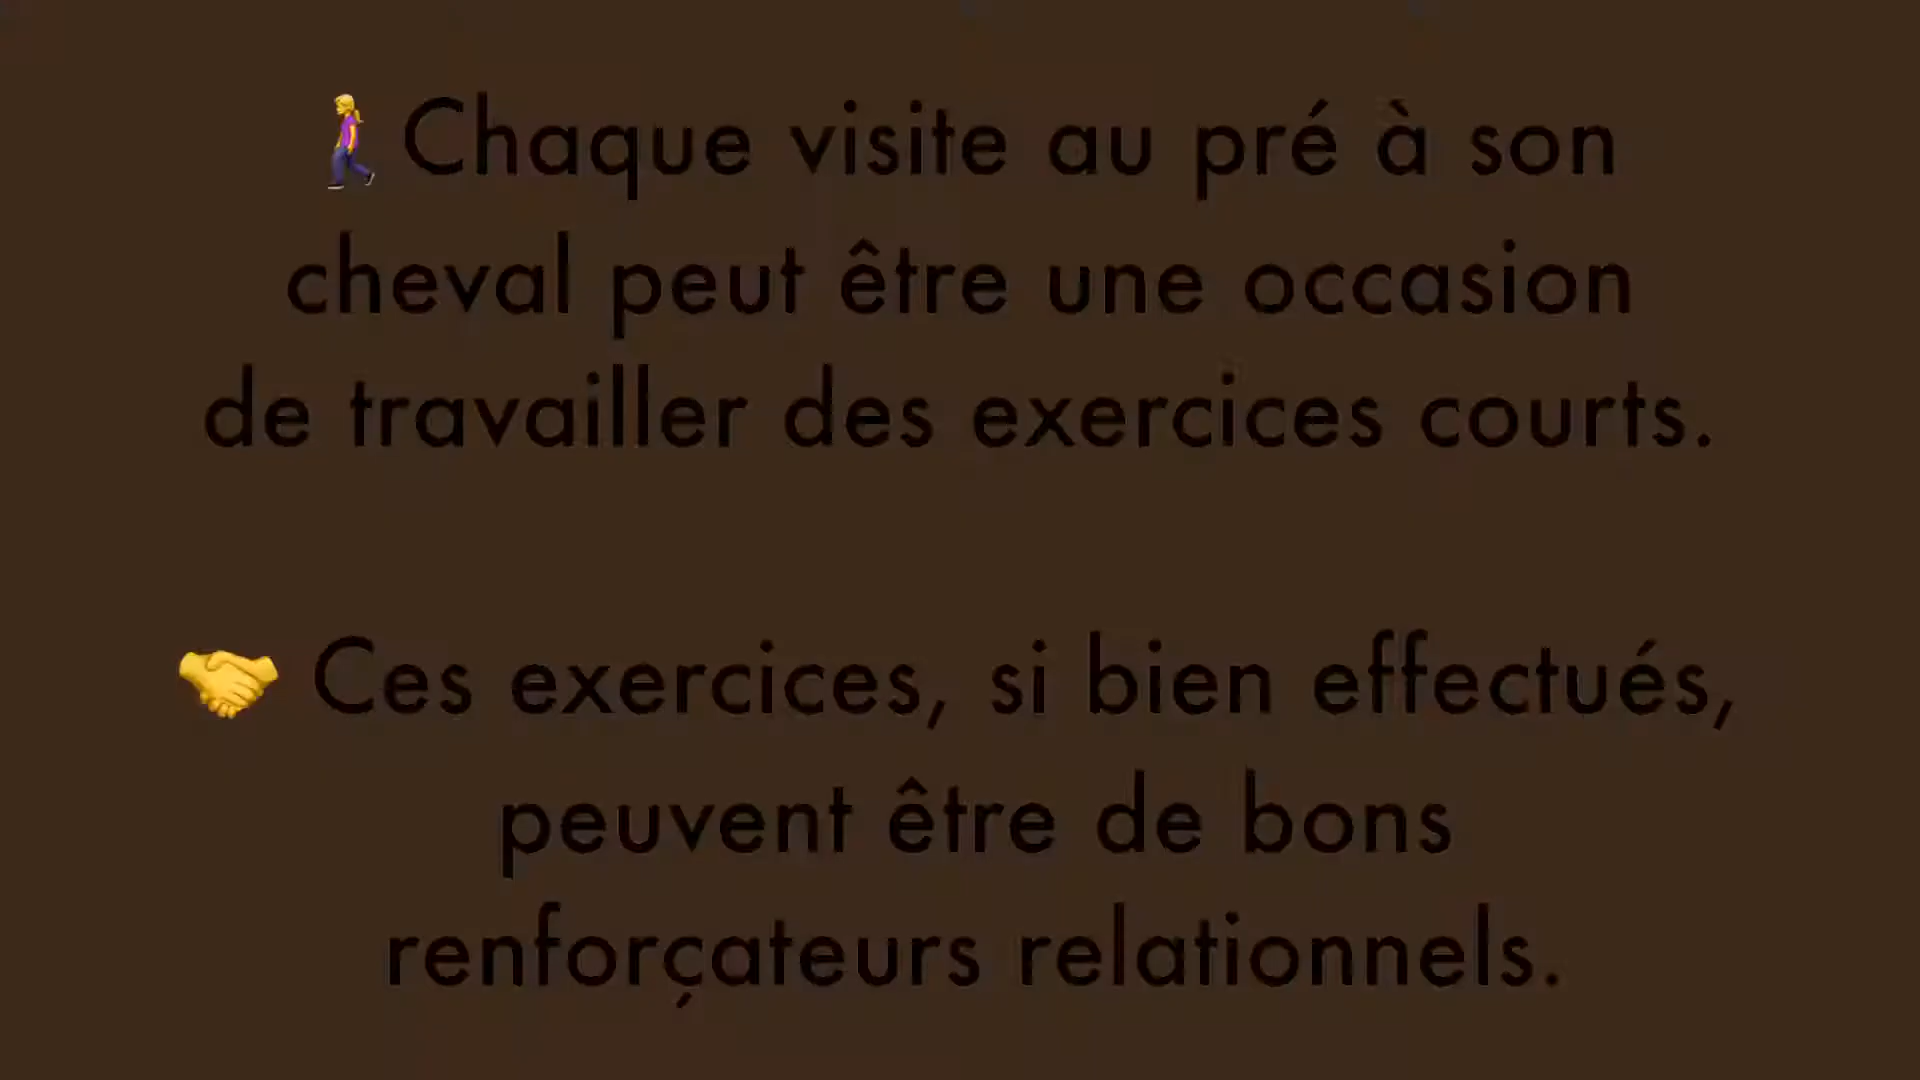 🚶‍♀️ Chaque visite au pré à son
cheval peut être une occasion
de travailler des exercices courts.
🤝 Ces exercices, si bien effectués,
peuvent être de bons
renforçateurs relationnels.